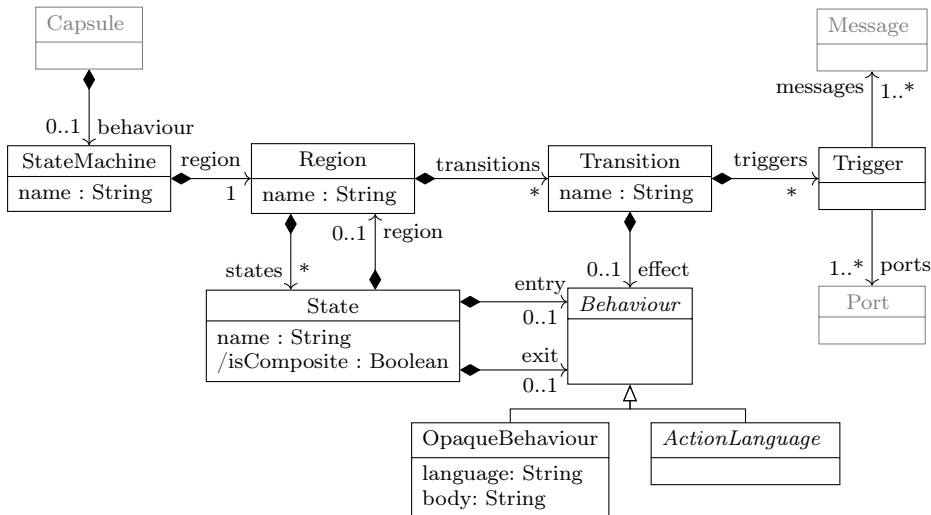 Capsule
Message
messages 1..*
0..1 behaviour
StateMachine
name : String
region
1
Region
name : String
transitions
*
Transition
name : String
triggers
*
Trigger
0..1 region
states *
0..1 effect
1..* ports
State
name : String
/isComposite : Boolean
entry
0..1
exit
0..1
Behaviour
Port
OpaqueBehaviour
language: String
body: String
ActionLanguage